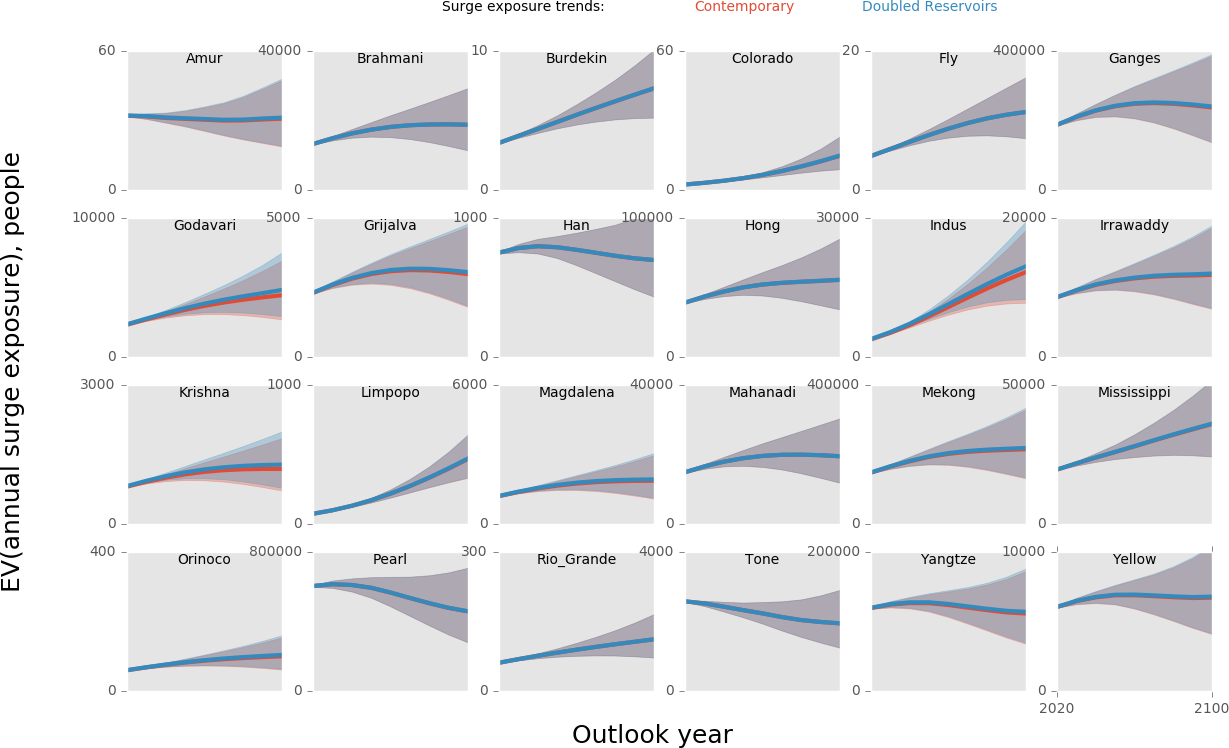 Surge exposure trends: Contemporary Doubled Reservoirs
60 40000 10 60 20 400000
Amur Brahmani Burdekin Colorado Fly Ganges
0 0 0 0 0 0
10000 5000 1000 100000 30000 20000
Godavari Grijalva Han Hong Indus Irrawaddy
0 0 0 0 0 0
3000 1000 6000 40000 400000 50000
Krishna Limpopo Magdalena Mahanadi Mekong Mississippi
0 0 0 0 0 0
400 800000 300 4000 200000 10000
Orinoco Pearl Rio_Grande Tone Yangtze Yellow
0 0 0 0 0 0
2020 2100
EV(annual surge exposure), people
Outlook year